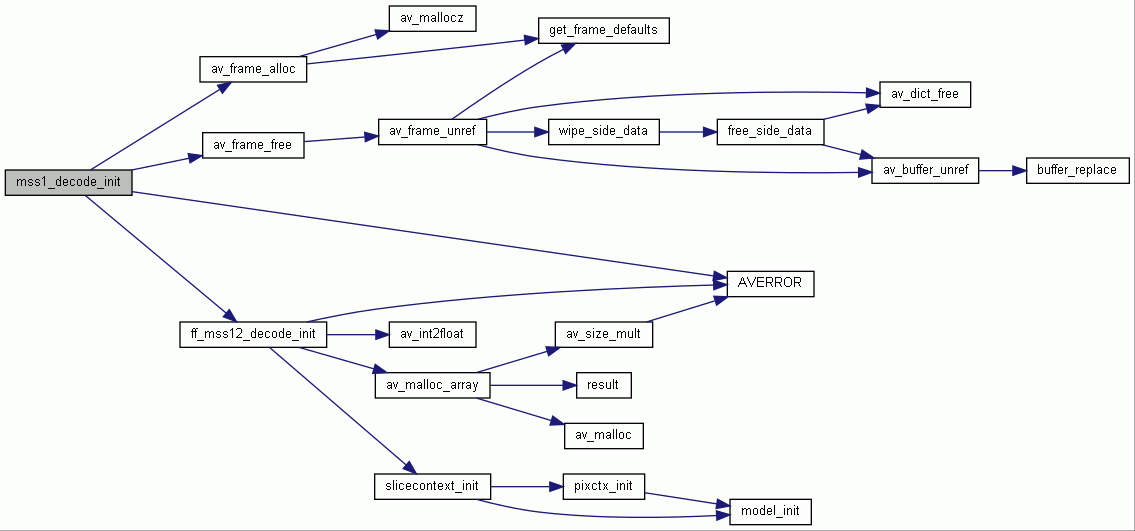 av_mallocz
get_frame_defaults
av_frame_alloc
av_dict_free
av_frame_unref
wipe_side_data
free_side_data
av_frame_free
mss1_decode_init
av_buffer_unref
buffer_replace
AVERROR
ff_mss12_decode_init
av_int2float
av_size_mult
av_malloc_array
result
av_malloc
slicecontext_init
pixctx_init
model_init